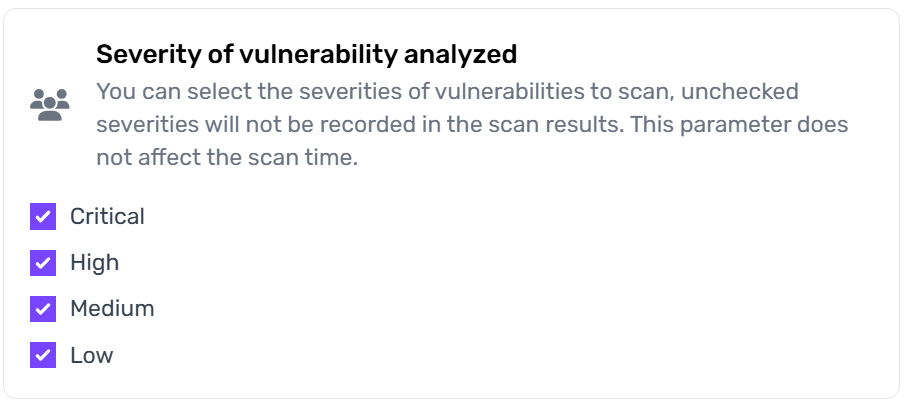 Severity of vulnerability analyzed
You can select the severities of vulnerabilities to scan, unchecked
severities will not be recorded in the scan results. This parameter does
not affect the scan time.
Critical
High
Medium
Low